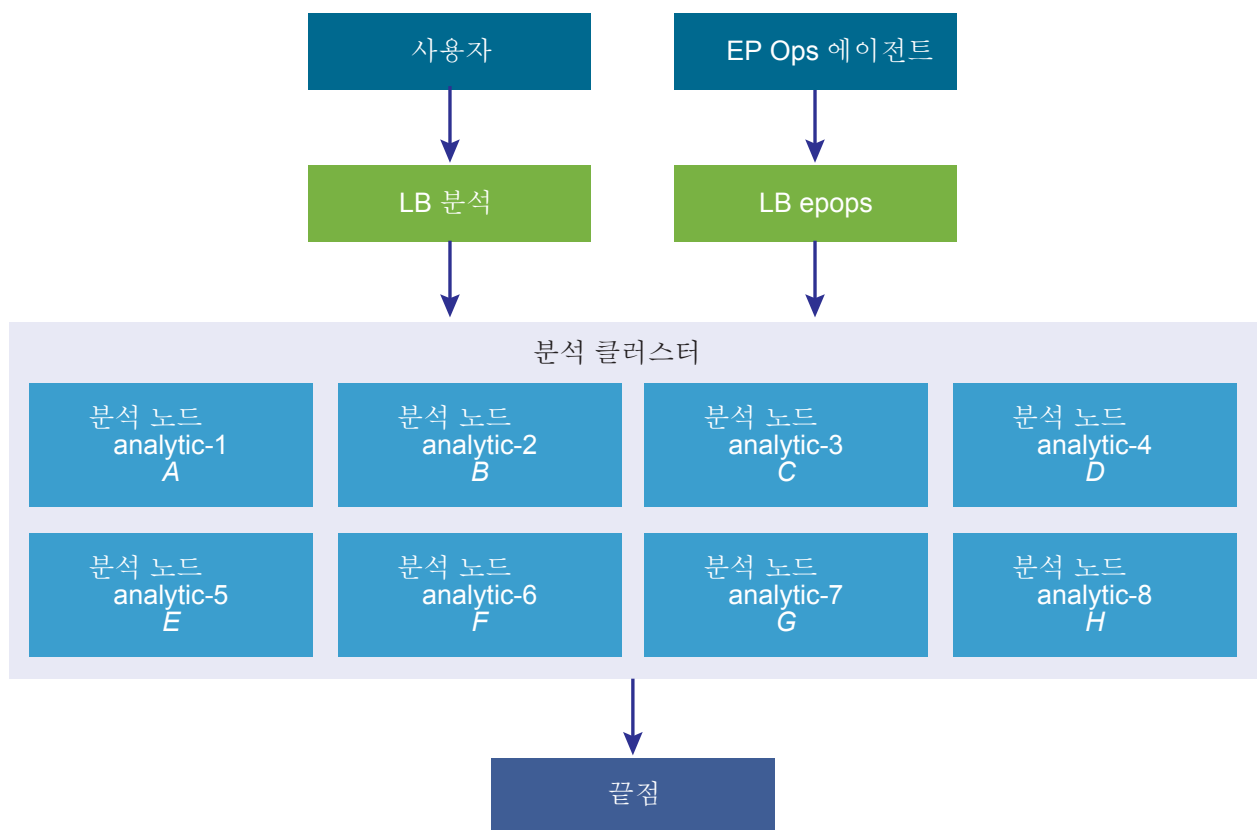 사용자
EP Ops 에이전트
LB 분석
LB epops
분석 클러스터
분석 노드
analytic-1
A
분석 노드
analytic-2
B
분석 노드
analytic-3
C
분석 노드
analytic-4
D
분석 노드
analytic-5
E
분석 노드
analytic-6
F
분석 노드
analytic-7
G
분석 노드
analytic-8
H
끝점